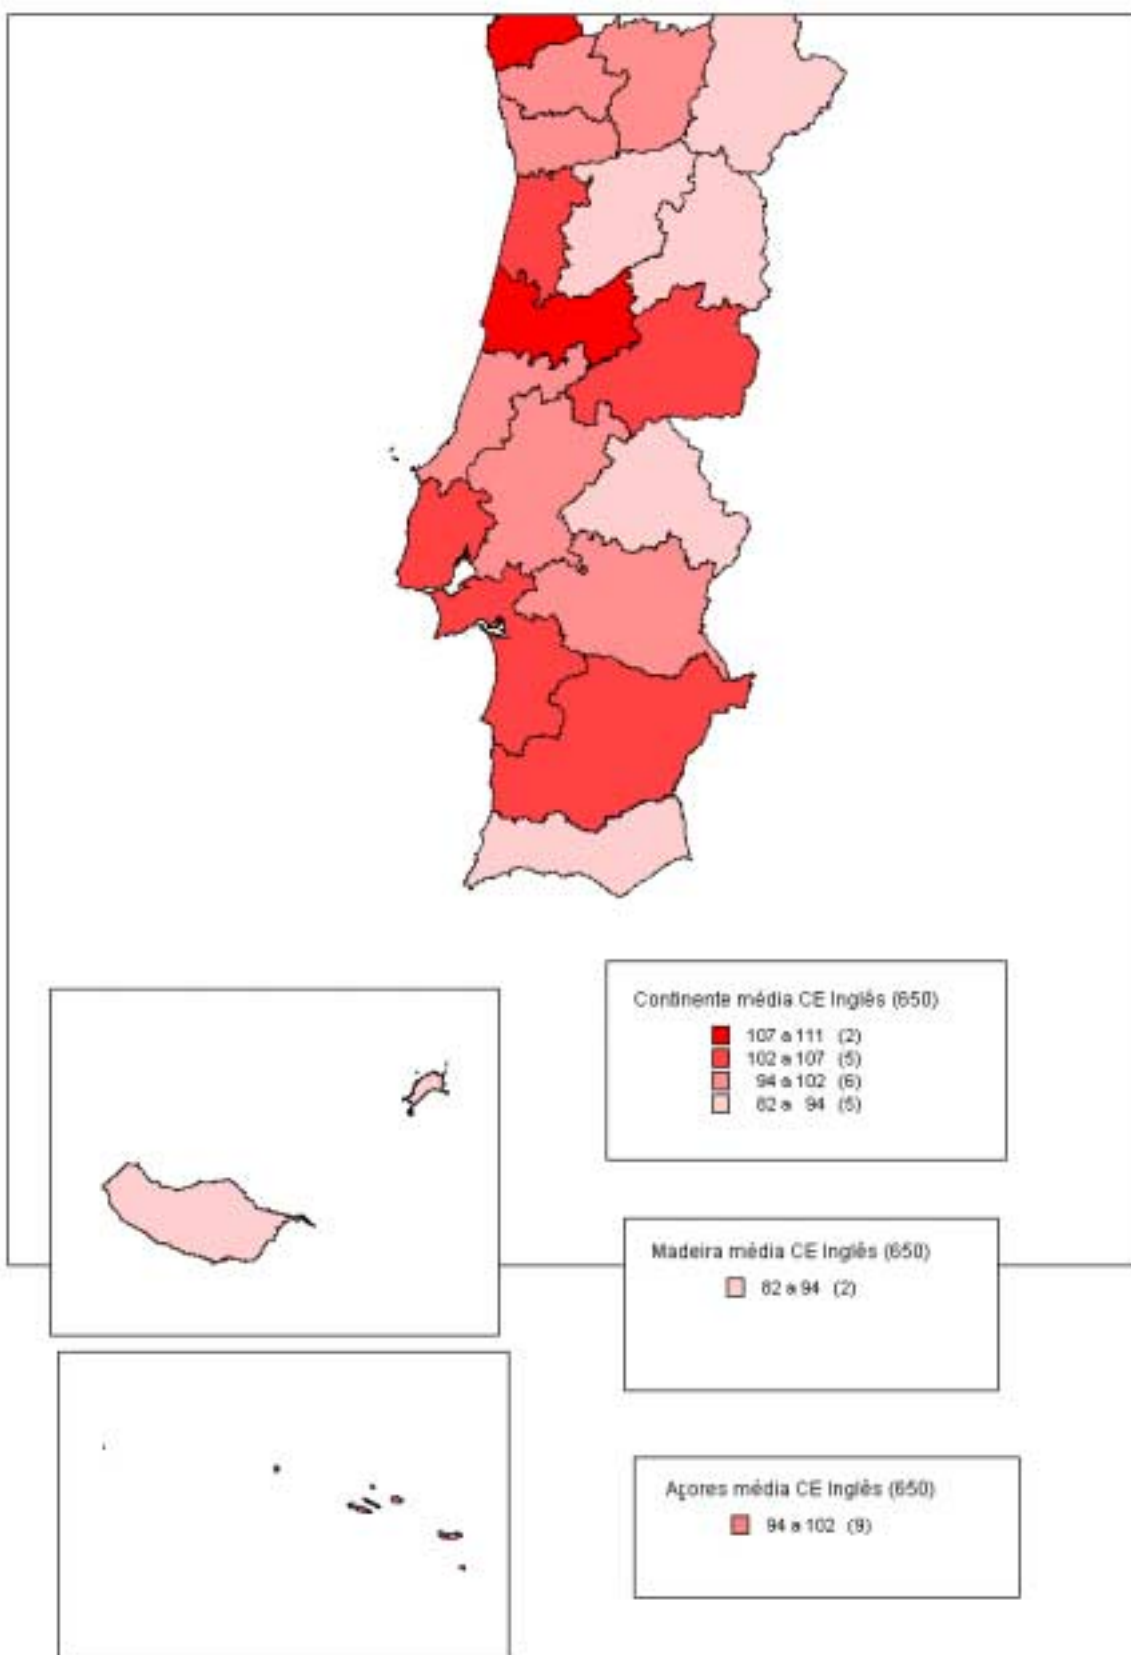 Continente média CE Inglês (650)
107 a 111 (2)
102 a 107 (5)
94 a 102 (6)
82 a 94 (5)
Madeira média CE Inglês (650)
82 a 94 (2)
Açores média CE Inglês (650)
94 a 102 (9)